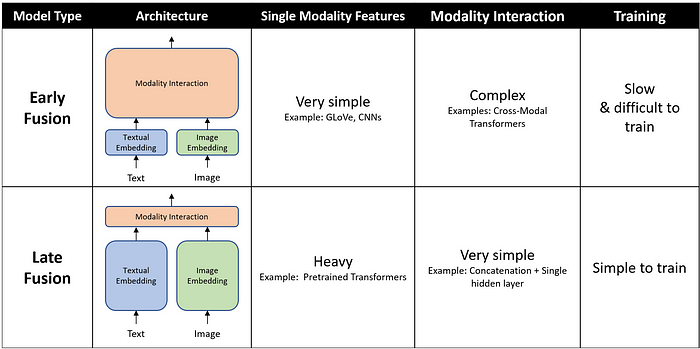 Model Type
Architecture
Single Modality Features
Modality Interaction
Training
Early
Fusion
Modality Interaction
Textual
Embedding
Image
Embedding
Text
Image
Very simple
Example: GLoVe, CNNs
Complex
Examples: Cross-Modal
Transformers
Slow
& difficult to
train
Late
Fusion
Modality Interaction
Textual
Embedding
Image
Embedding
Text
Image
Heavy
Example: Pretrained Transformers
Very simple
Example: Concatenation + Single
hidden layer
Simple to train